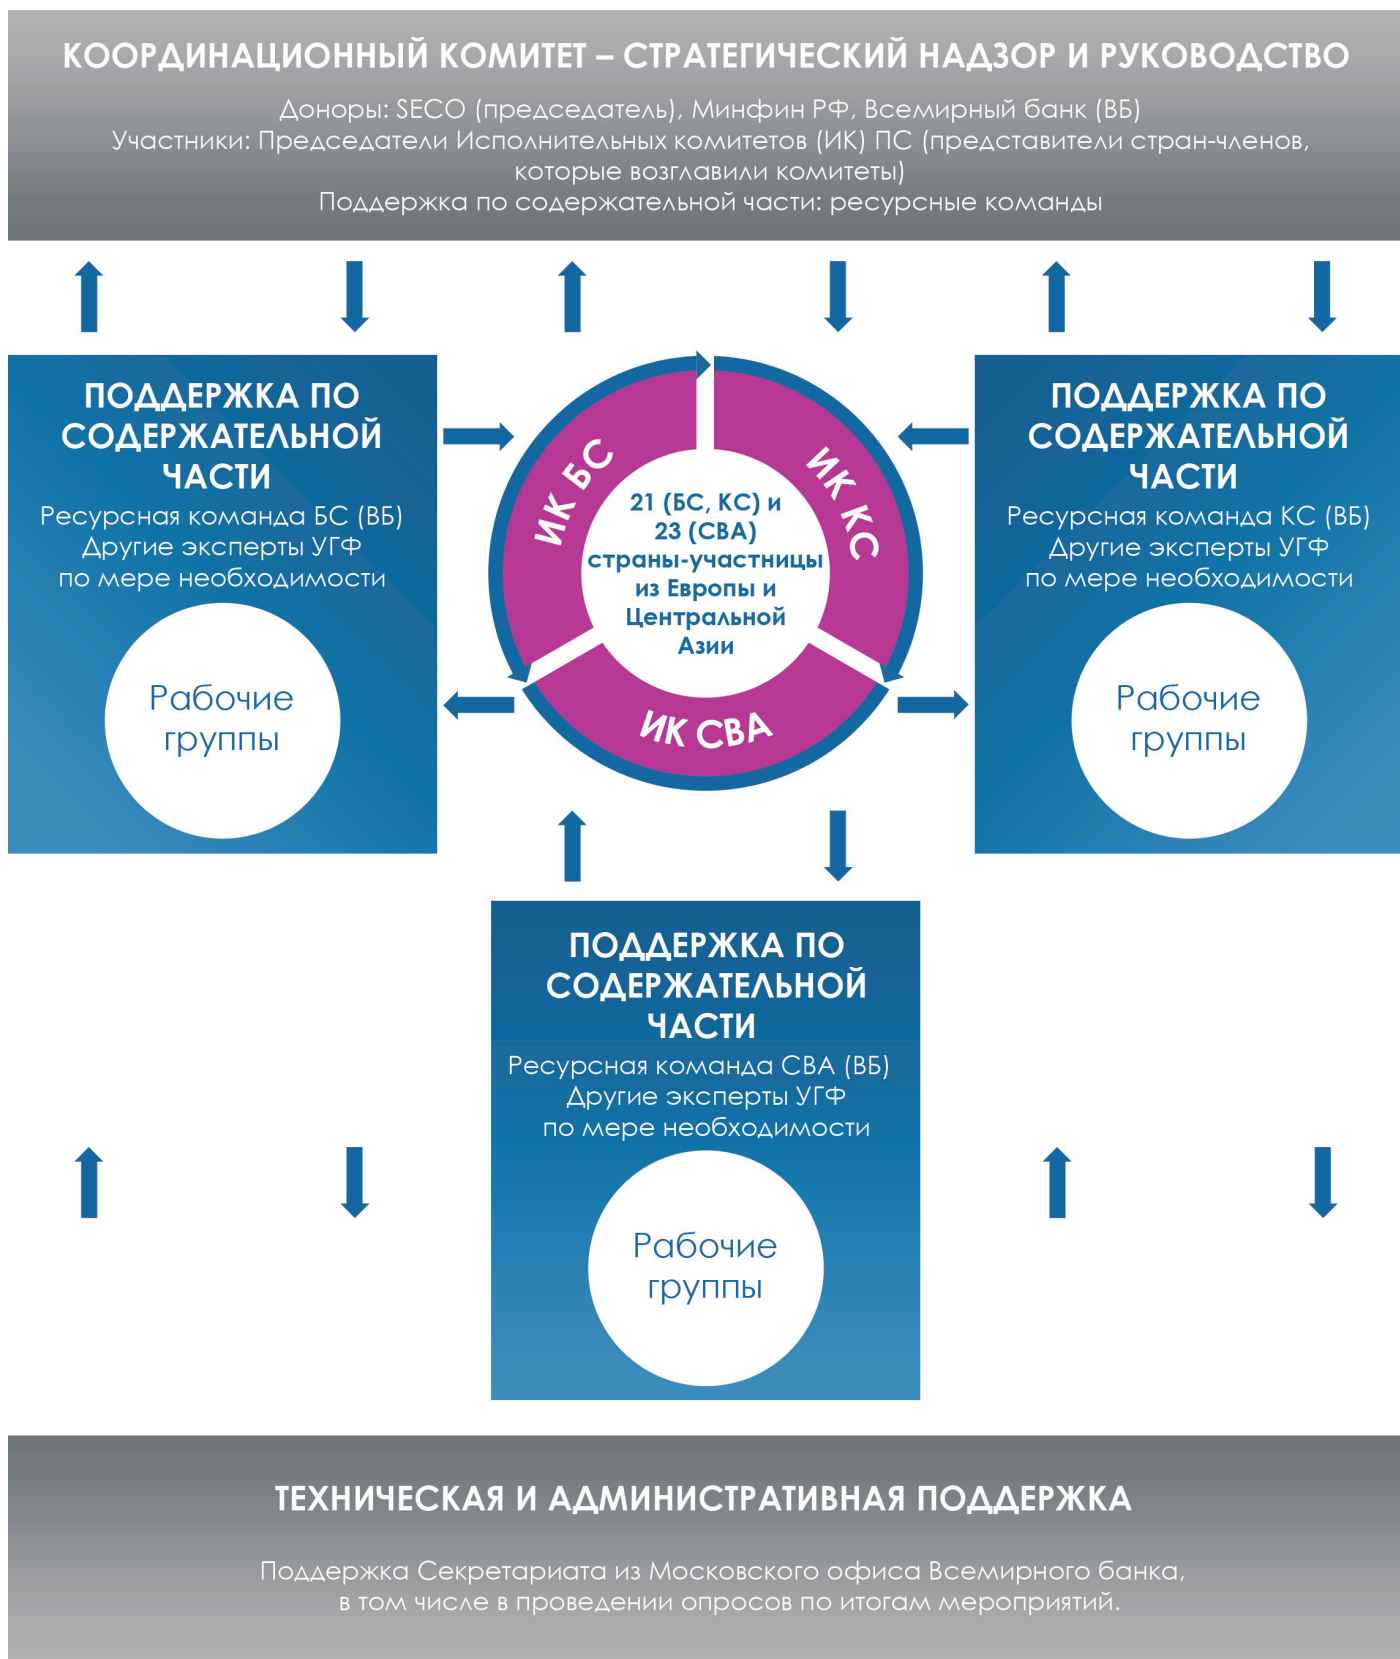 КООРДИНАЦИОННЫЙ КОМИТЕТ – СТРАТЕГИЧЕСКИЙ НАДЗОР И РУКОВОДСТВО
Доноры: SECO (председатель), Минфин РФ, Всемирный банк (ВБ)
Участники: Председатели Исполнительных комитетов (ИК) ПС (представители стран-членов,
которые возглавили комитеты)
Поддержка по содержательной части: ресурсные команды
ПОДДЕРЖКА ПО
СОДЕРЖАТЕЛЬНОЙ
ЧАСТИ
Ресурсная команда БС (ВБ)
Другие эксперты УГФ
по мере необходимости
Рабочие
группы
ИК БС
ИК КС
ИК СВА
21 (БС, КС) и
23 (СВА)
страны-участницы
из Европы и
Центральной
Азии
ПОДДЕРЖКА ПО
СОДЕРЖАТЕЛЬНОЙ
ЧАСТИ
Ресурсная команда КС (ВБ)
Другие эксперты УГФ
по мере необходимости
Рабочие
группы
ПОДДЕРЖКА ПО
СОДЕРЖАТЕЛЬНОЙ
ЧАСТИ
Ресурсная команда СВА (ВБ)
Другие эксперты УГФ
по мере необходимости
Рабочие
группы
ТЕХНИЧЕСКАЯ И АДМИНИСТРАТИВНАЯ ПОДДЕРЖКА
Поддержка Секретариата из Московского офиса Всемирного банка,
в том числе в проведении опросов по итогам мероприятий.